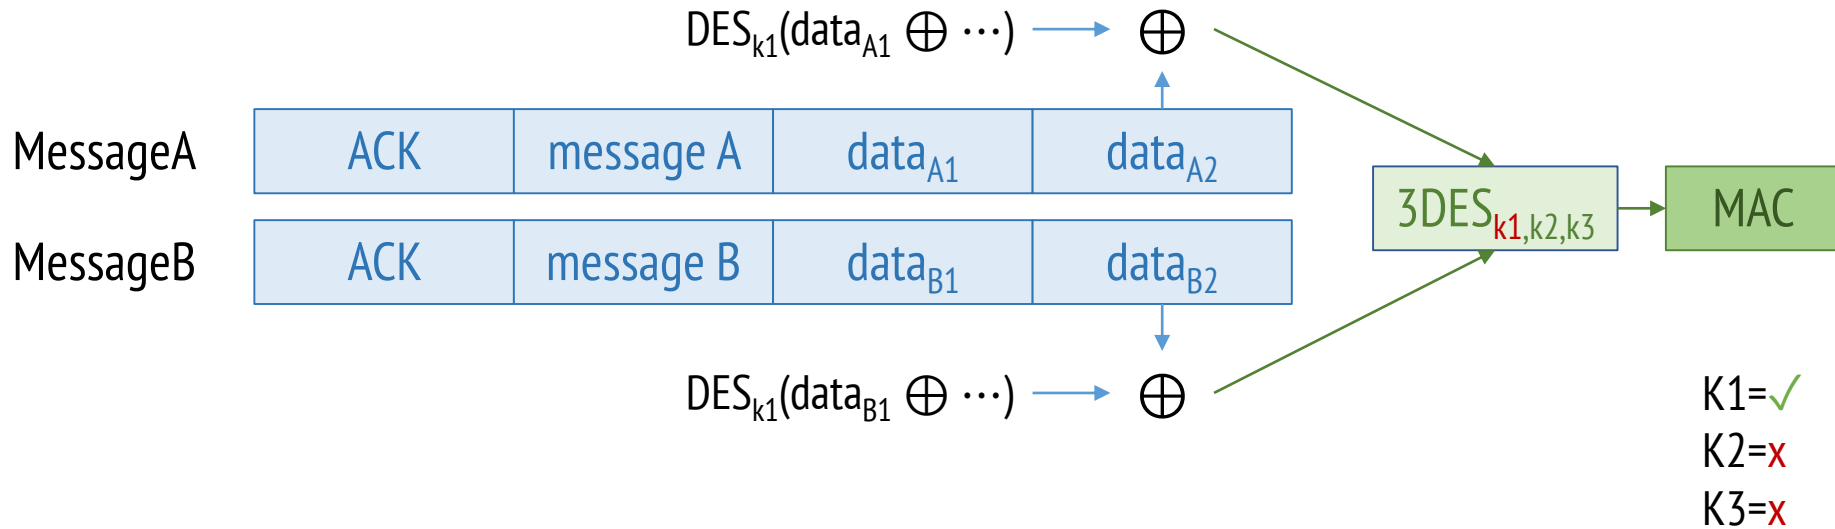 DESk1(dataA1 ⊕ ⋯) ⊕
MessageA ACK message A dataA1 dataA2
3DESk1,k2,k3 MAC
MessageB ACK message B dataB1 dataB2
DESk1(dataB1 ⊕ ⋯) ⊕
K1=✓
K2=x
K3=x